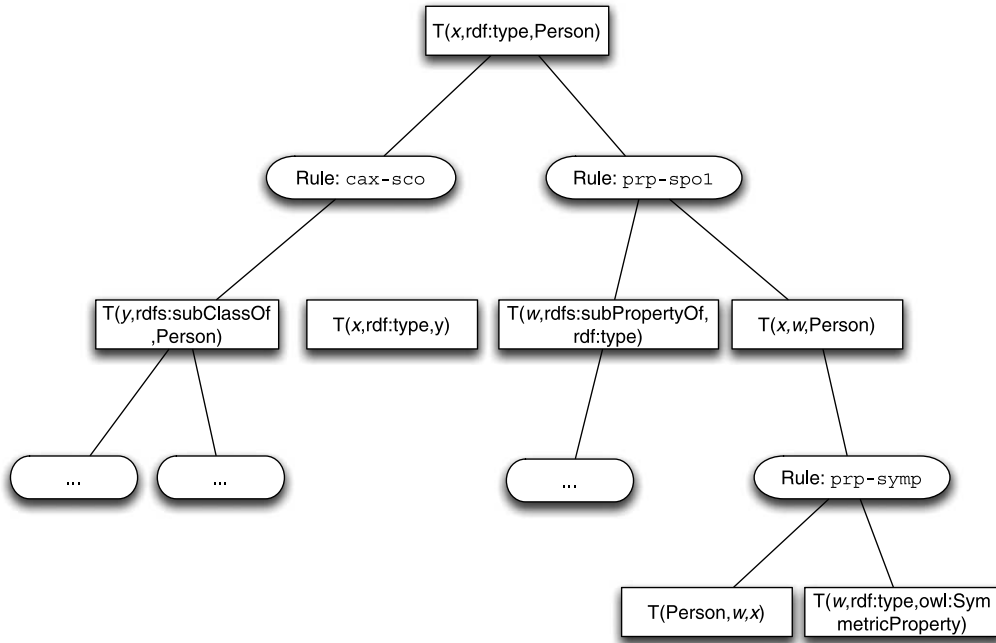 T(x,rdf:type,Person)
Rule: cax-sco
Rule: prp-spo1
T(y,rdfs:subClassOf
,Person)
T(x,rdf:type,y)
T(w,rdfs:subPropertyOf,
rdf:type)
T(x,w,Person)
...
...
...
Rule: prp-symp
T(Person,w,x)
T(w,rdf:type,owl:Sym
metricProperty)